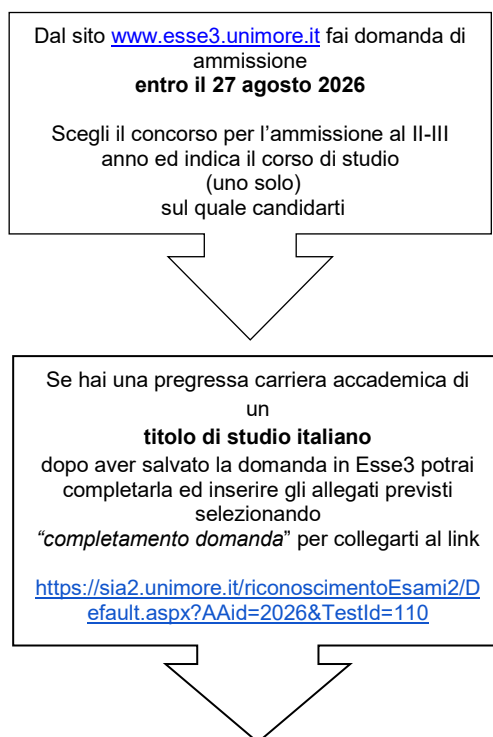 Dal sito www.esse3.unimore.it fai domanda di
ammissione
entro il 27 agosto 2026
Scegli il concorso per l'ammissione al II-III
anno ed indica il corso di studio
(uno solo)
sul quale candidarti
Se hai una pregressa carriera accademica di
un
titolo di studio italiano
dopo aver salvato la domanda in Esse3 potrai
completarla ed inserire gli allegati previsti
selezionando
“completamento domanda” per collegarti al link
https://sia2.unimore.it/riconoscimentoEsami2/D
efault.aspx?AAid=2026&TestId=110